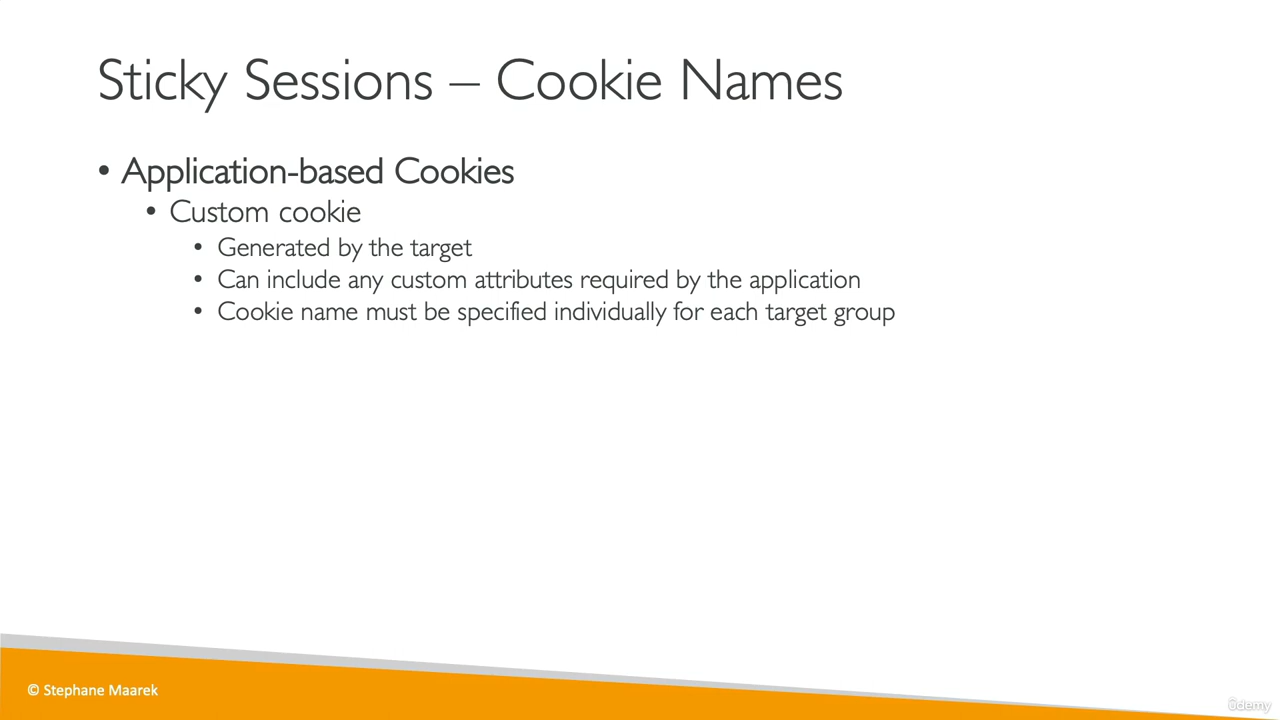 Sticky Sessions – Cookie Names
• Application-based Cookies
• Custom cookie
• Generated by the target
• Can include any custom attributes required by the application
• Cookie name must be specified individually for each target group
© Stephane Maarek
ûdemy